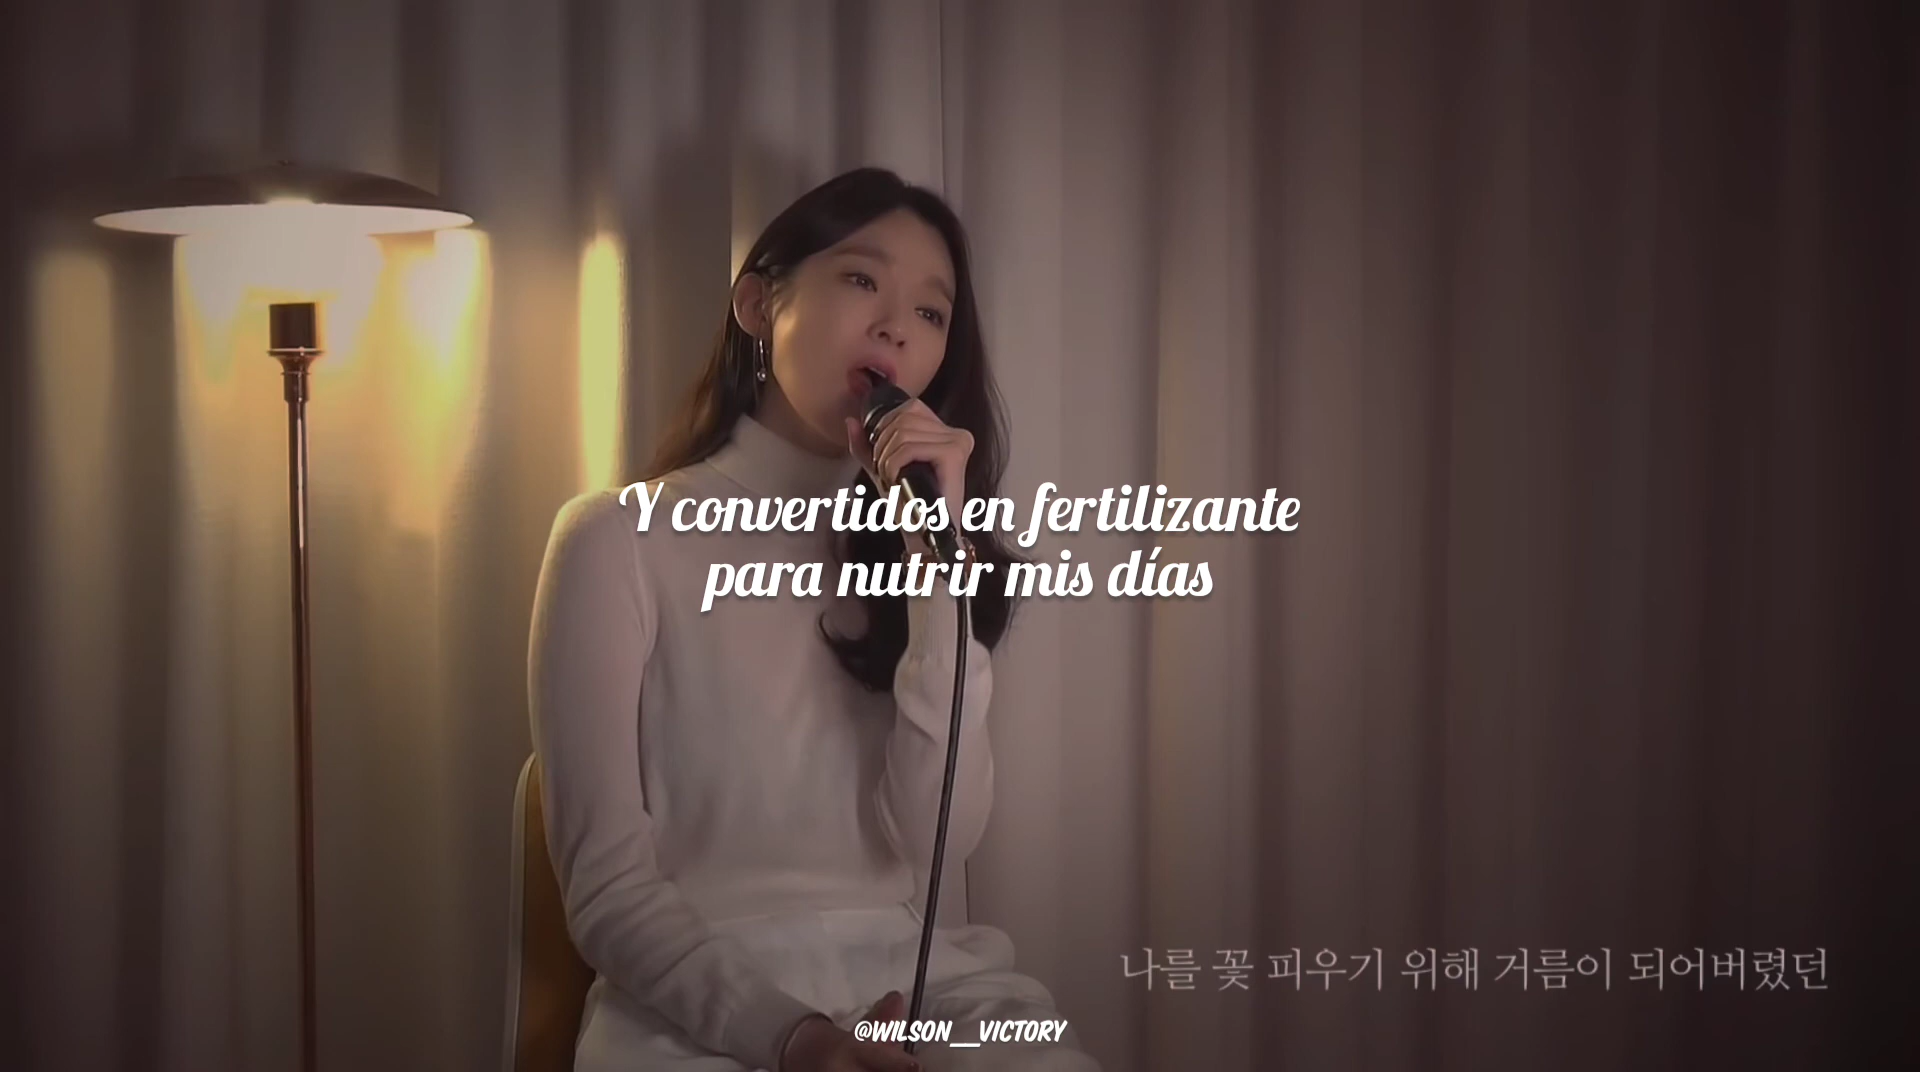 Y convertidos en fertilizante
para nutrir mis días
나를 꽃 피우기 위해 거름이 되어버렸던
@WILSON__VICTORY